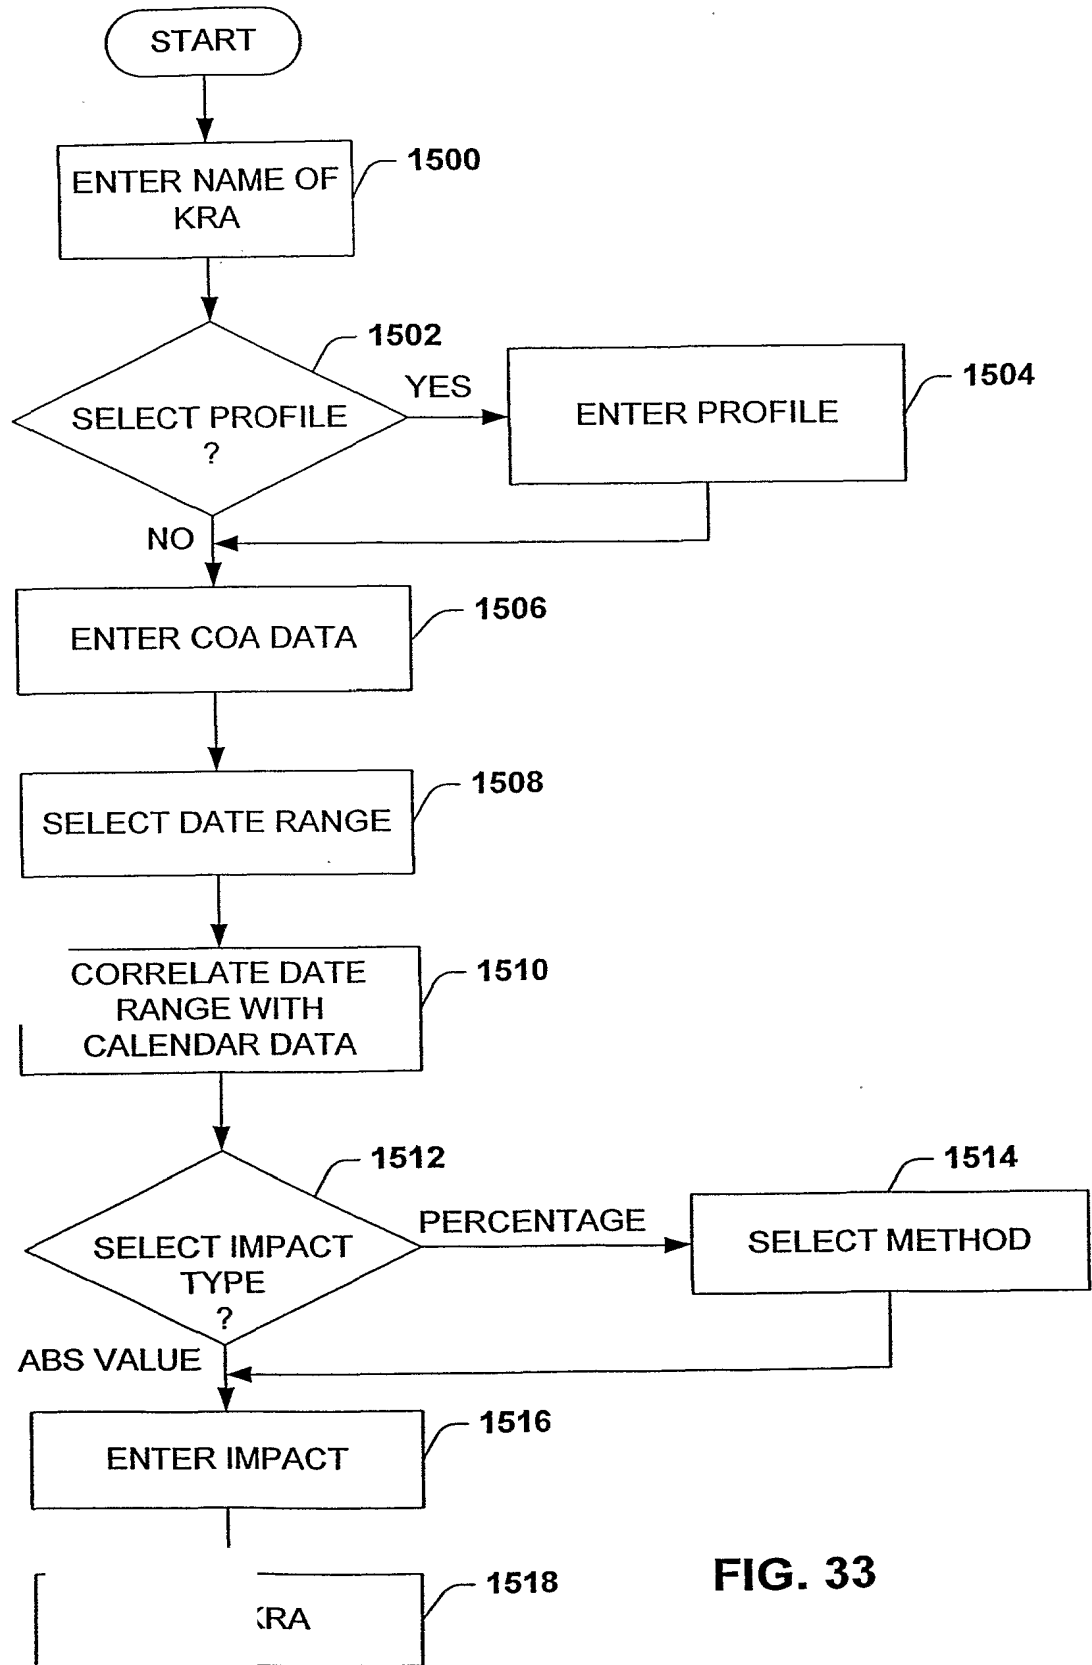 START
1500
ENTER NAME OF
KRA
1502
YES
1504
SELECT PROFILE
?
ENTER PROFILE
NO
1506
ENTER COA DATA
1508
SELECT DATE RANGE
1510
CORRELATE DATE
RANGE WITH
CALENDAR DATA
1512
1514
PERCENTAGE
SELECT METHOD
SELECT IMPACT
TYPE
?
ABS VALUE
1516
ENTER IMPACT
1518
KRA
FIG. 33